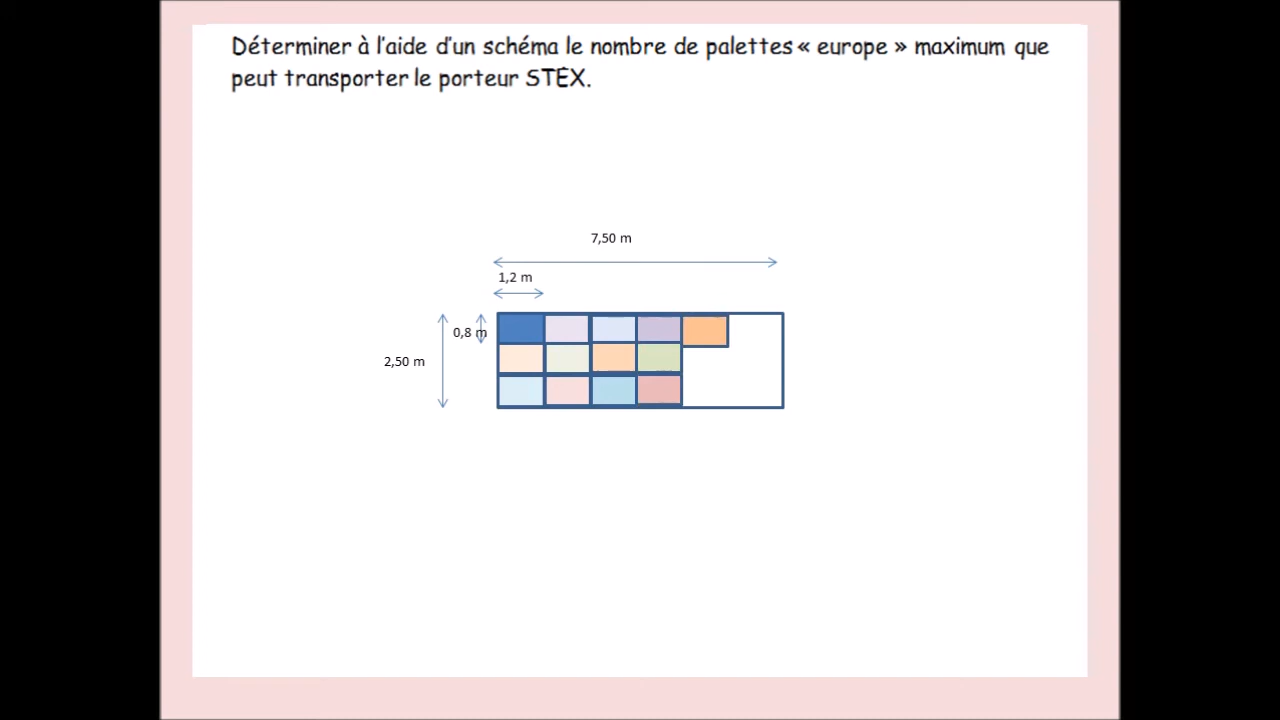 Déterminer à l'aide d'un schéma le nombre de palettes « europe » maximum que
peut transporter le porteur STEX.
7,50 m
1,2 m
0,8 m
2,50 m